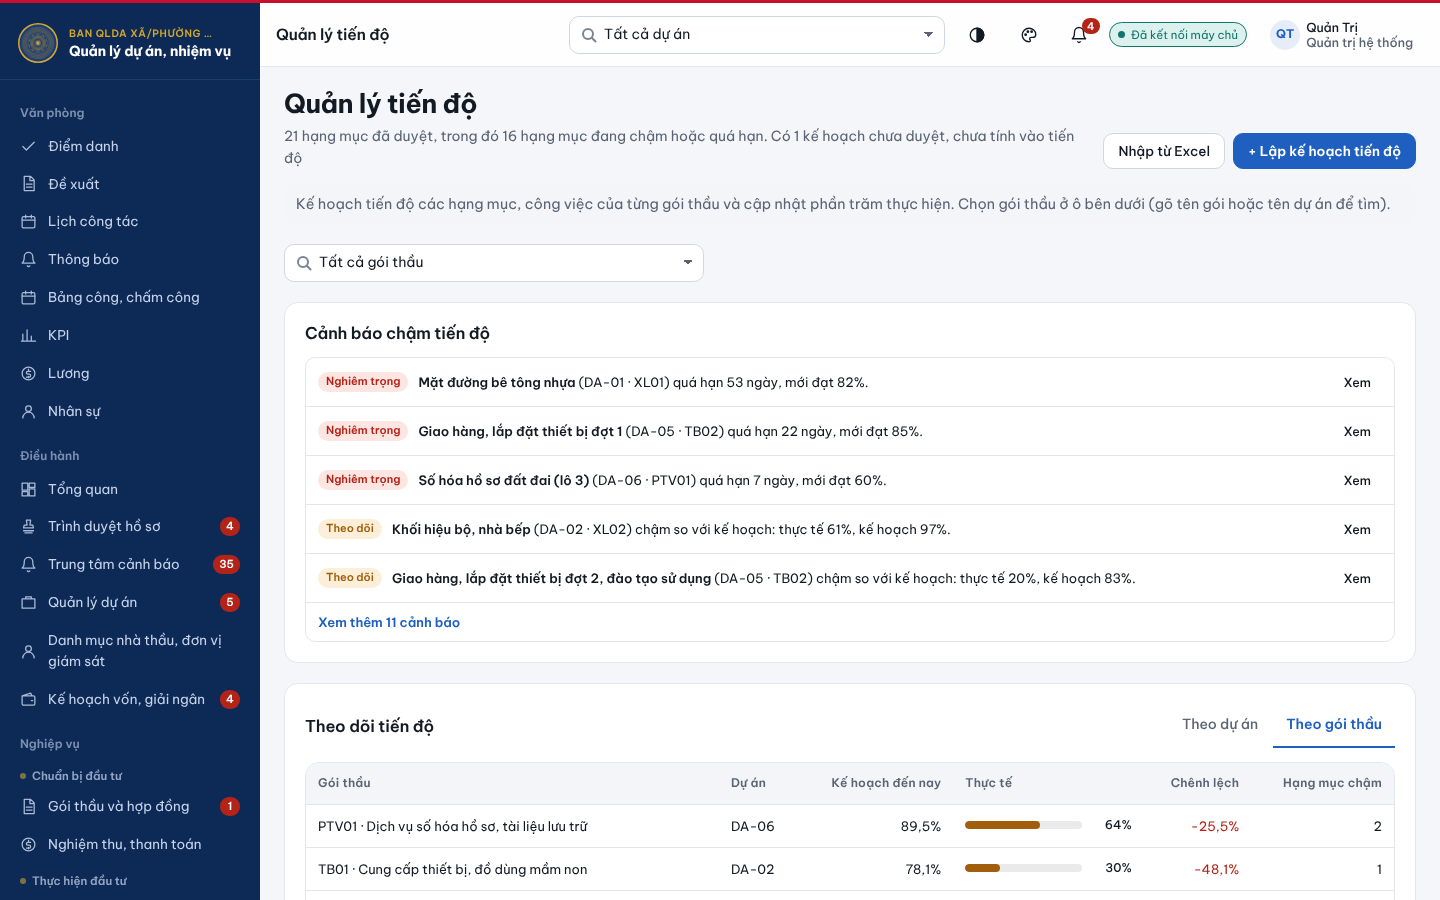 BAN QLDA XÃ/PHƯỜNG ...
Quản lý dự án, nhiệm vụ
Văn phòng
Điểm danh
Đề xuất
Lịch công tác
Thông báo
Bảng công, chấm công
KPI
Lương
Nhân sự
Điều hành
Tổng quan
Trình duyệt hồ sơ 4
Trung tâm cảnh báo 35
Quản lý dự án 5
Danh mục nhà thầu, đơn vị
giám sát
Kế hoạch vốn, giải ngân 4
Nghiệp vụ
Chuẩn bị đầu tư
Gói thầu và hợp đồng 1
Nghiệm thu, thanh toán
Thực hiện đầu tư
Quản lý tiến độ
Tất cả dự án
4
Đã kết nối máy chủ
QT
Quản Trị
Quản trị hệ thống
Quản lý tiến độ
21 hạng mục đã duyệt, trong đó 16 hạng mục đang chậm hoặc quá hạn. Có 1 kế hoạch chưa duyệt, chưa tính vào tiến
độ
Nhập từ Excel
+ Lập kế hoạch tiến độ
Kế hoạch tiến độ các hạng mục, công việc của từng gói thầu và cập nhật phần trăm thực hiện. Chọn gói thầu ở ô bên dưới (gõ tên gói hoặc tên dự án để tìm).
Tất cả gói thầu
Cảnh báo chậm tiến độ
Nghiêm trọng Mặt đường bê tông nhựa (DA-01 · XL01) quá hạn 53 ngày, mới đạt 82%. Xem
Nghiêm trọng Giao hàng, lắp đặt thiết bị đợt 1 (DA-05 · TB02) quá hạn 22 ngày, mới đạt 85%. Xem
Nghiêm trọng Số hóa hồ sơ đất đai (lô 3) (DA-06 · PTV01) quá hạn 7 ngày, mới đạt 60%. Xem
Theo dõi Khối hiệu bộ, nhà bếp (DA-02 · XL02) chậm so với kế hoạch: thực tế 61%, kế hoạch 97%. Xem
Theo dõi Giao hàng, lắp đặt thiết bị đợt 2, đào tạo sử dụng (DA-05 · TB02) chậm so với kế hoạch: thực tế 20%, kế hoạch 83%. Xem
Xem thêm 11 cảnh báo
Theo dõi tiến độ
Theo dự án
Theo gói thầu
Gói thầu Dự án Kế hoạch đến nay Thực tế Chênh lệch Hạng mục chậm
PTV01 · Dịch vụ số hóa hồ sơ, tài liệu lưu trữ DA-06 89,5% 64% -25,5% 2
TB01 · Cung cấp thiết bị, đồ dùng mầm non DA-02 78,1% 30% -48,1% 1